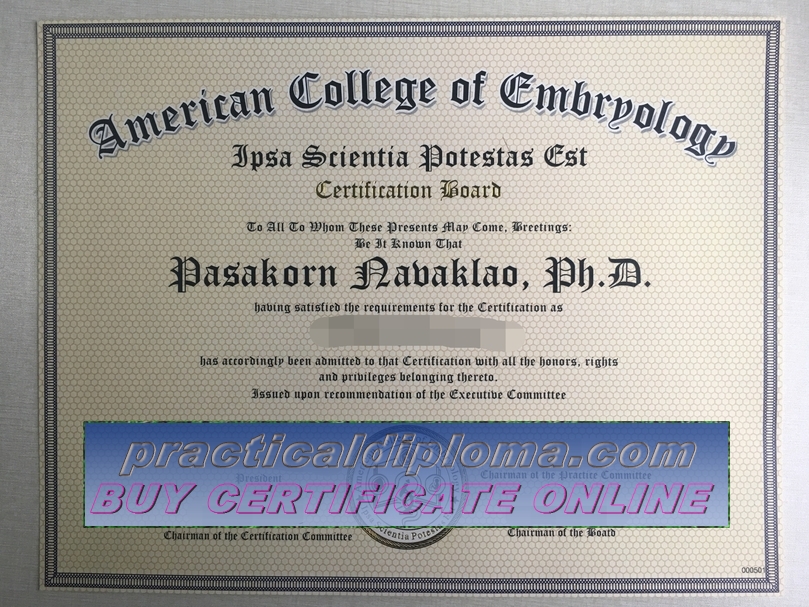 American College of Embryology
Ipsa Scientia Potestas Est
Certification Board
To All To Whom These Presents May Come, Greetings:
Be It Known That
Pasakorn Navaklao, Ph.D.
having satisfied the requirements for the Certification as
has accordingly been admitted to that Certification with all the honors, rights
and privileges belonging thereto.
Issued upon recommendation of the Executive Committee
practicaldiploma.com
President
Chairman of the Practice Committee
BUY CERTIFICATE ONLINE
Scientia Potestas
Chairman of the Certification Committee
Chairman of the Board
000501